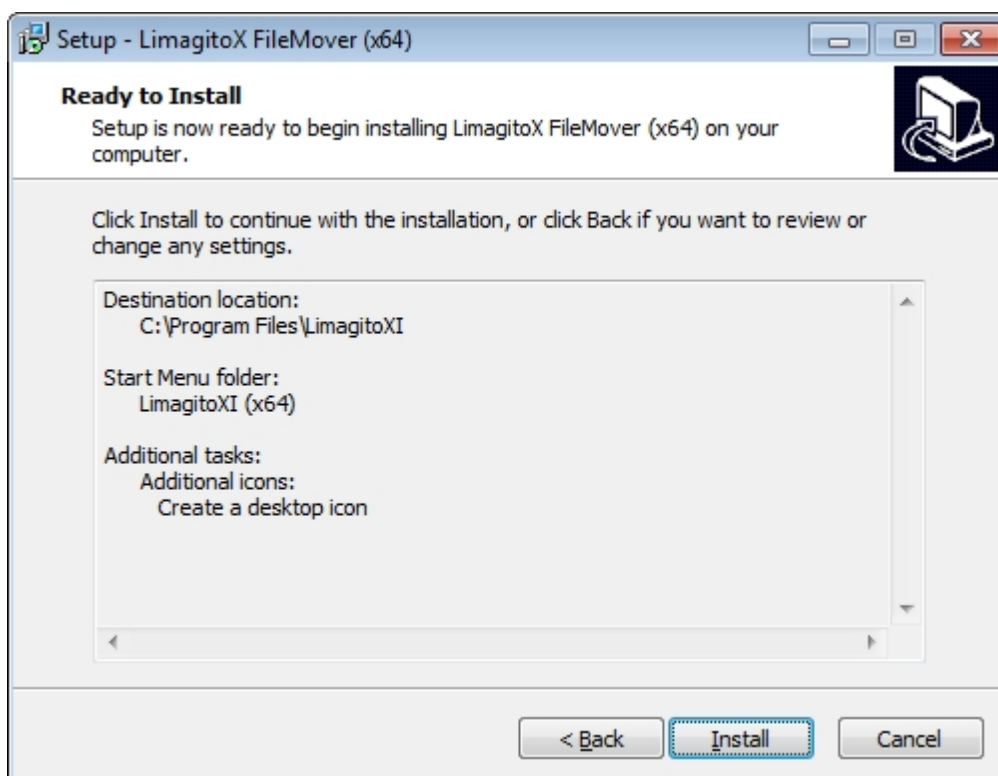 Setup - LimagitoX FileMover (x64)
Ready to Install
Setup is now ready to begin installing LimagitoX FileMover (x64) on your
computer.
Click Install to continue with the installation, or click Back if you want to review or
change any settings.
Destination location:
C:\Program Files\LimagitoXI
Start Menu folder:
LimagitoXI (x64)
Additional tasks:
Additional icons:
Create a desktop icon
< Back
Install
Cancel